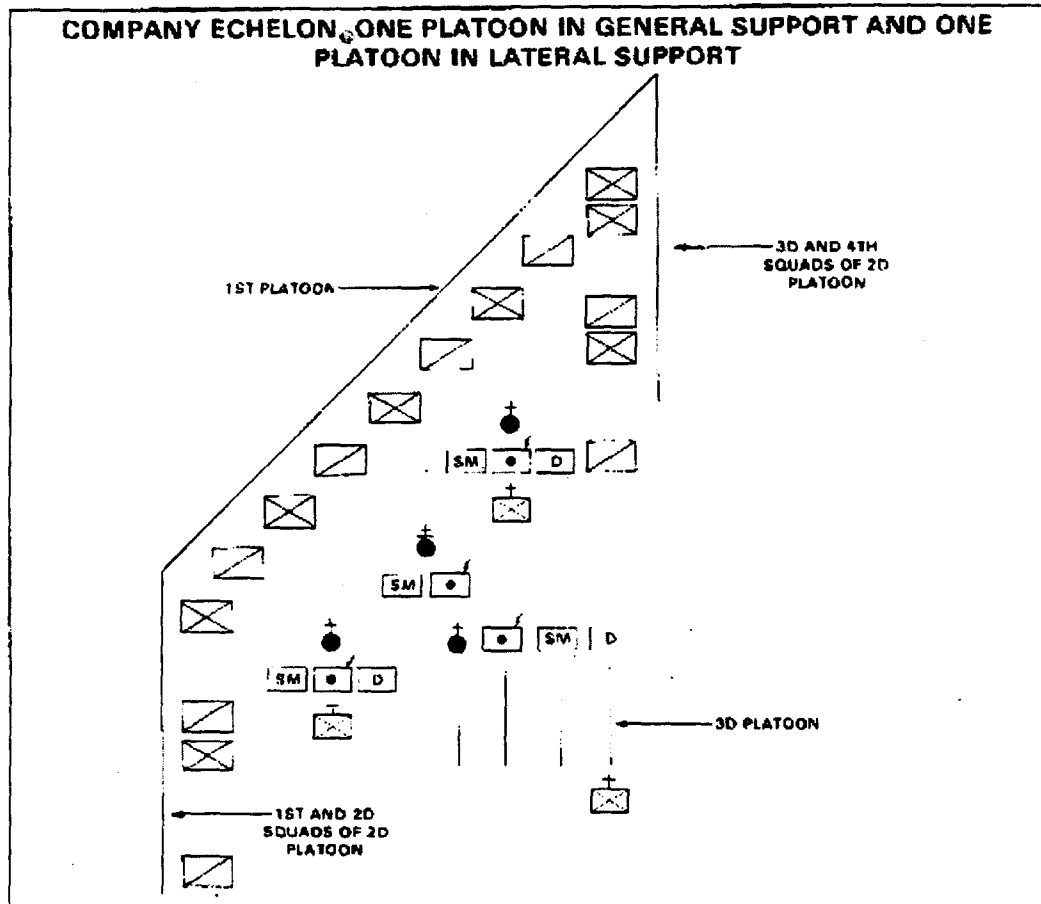 COMPANY ECHELON, ONE PLATOON IN GENERAL SUPPORT AND ONE
PLATOON IN LATERAL SUPPORT
3D AND 4TH
SQUADS OF 2D
PLATOON
1ST PLATOON
SM D
SM
SM D
SM D
3D PLATOON
1ST AND 2D
SQUADS OF 2D
PLATOON